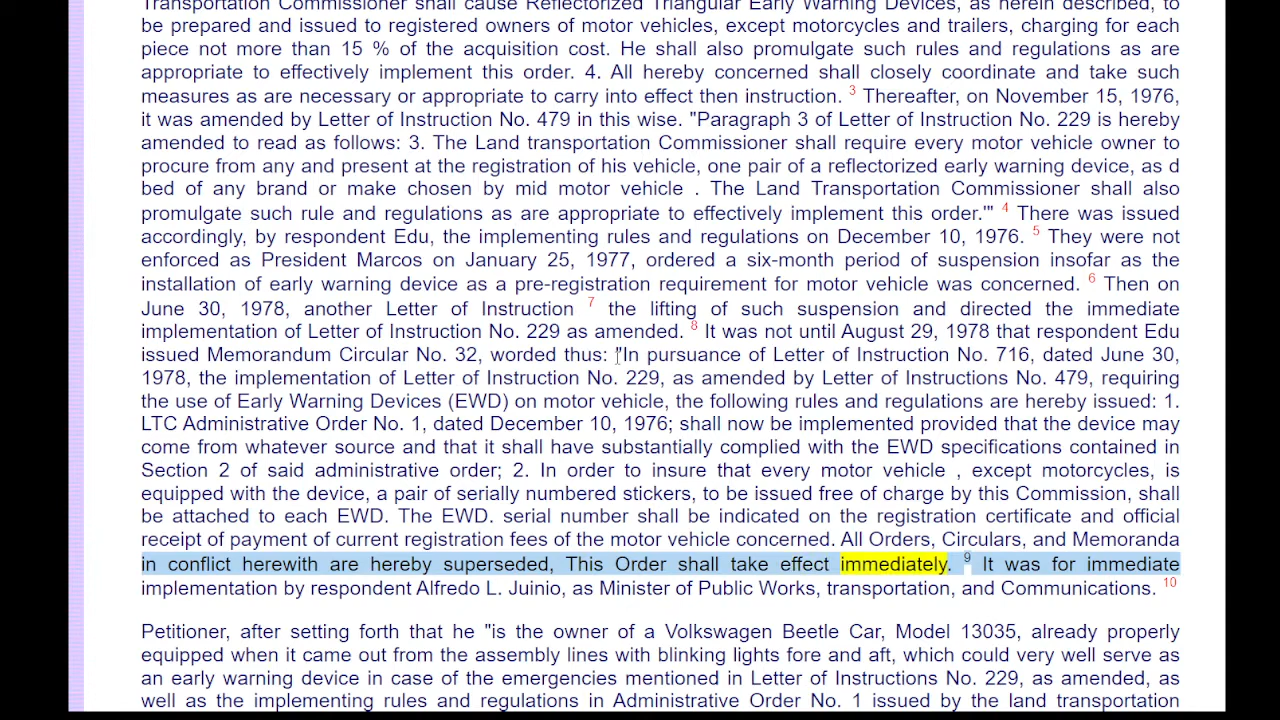 Transportation Commissioner shall cause Reflectorized Triangular Early Warning Devices, as herein described, to
be prepared and issued to registered owners of motor vehicles, except motorcycles and trailers, charging for each
piece not more than 15 % of the acquisition cost. He shall also promulgate such rules and regulations as are
appropriate to effectively implement this order. 4. All hereby concerned shall closely coordinate and take such
measures as are necessary or appropriate to carry into effect then instruction. 3 Thereafter, on November 15, 1976,
it was amended by Letter of Instruction No. 479 in this wise. "Paragraph 3 of Letter of Instruction No. 229 is hereby
amended to read as follows: 3. The Land transportation Commissioner shall require every motor vehicle owner to
procure from any and present at the registration of his vehicle, one pair of a reflectorized early warning device, as d
bed of any brand or make chosen by mid motor vehicle . The Land Transportation Commissioner shall also
promulgate such rule and regulations as are appropriate to effectively implement this order.'" 4 There was issued
accordingly, by respondent Edu, the implementing rules and regulations on December 10, 1976. 5 They were not
enforced as President Marcos on January 25, 1977, ordered a six-month period of suspension insofar as the
installation of early warning device as a pre-registration requirement for motor vehicle was concerned. 6 Then on
June 30, 1978, another Letter of Instruction 7 the lifting of such suspension and directed the immediate
implementation of Letter of Instruction No. 229 as amended. 8 It was not until August 29, 1978 that respondent Edu
issued Memorandum Circular No. 32, worded thus: "In pursuance of Letter of Instruction No. 716, dated June 30,
1978, the implementation of Letter of Instruction No. 229, as amended by Letter of Instructions No. 479, requiring
the use of Early Warning Devices (EWD) on motor vehicle, the following rules and regulations are hereby issued: 1.
LTC Administrative Order No. 1, dated December 10, 1976; shall now be implemented provided that the device may
come from whatever source and that it shall have substantially complied with the EWD specifications contained in
Section 2 of said administrative order; 2. In order to insure that every motor vehicle , except motorcycles, is
equipped with the device, a pair of serially numbered stickers, to be issued free of charge by this Commission, shall
be attached to each EWD. The EWD. serial number shall be indicated on the registration certificate and official
receipt of payment of current registration fees of the motor vehicle concerned. All Orders, Circulars, and Memoranda
in conflict herewith are hereby superseded, This Order shall take effect immediately. 9 It was for immediate
implementation by respondent Alfredo L. Juinio, as Minister of Public Works, transportation, and Communications. 10
Petitioner, after setting forth that he "is the owner of a Volkswagen Beetle Car, Model 13035, already properly
equipped when it came out from the assembly lines with blinking lights fore and aft, which could very well serve as
an early warning device in case of the emergencies mentioned in Letter of Instructions No. 229, as amended, as
well as the implementing rules and regulations in Administrative Order No. 1 issued by the land transportation